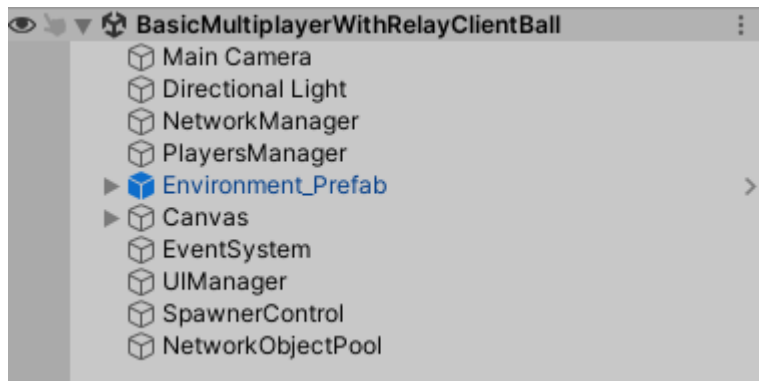 BasicMultiplayerWithRelayClientBall
Main Camera
Directional Light
NetworkManager
PlayersManager
Environment_Prefab
Canvas
EventSystem
UIManager
SpawnerControl
NetworkObjectPool